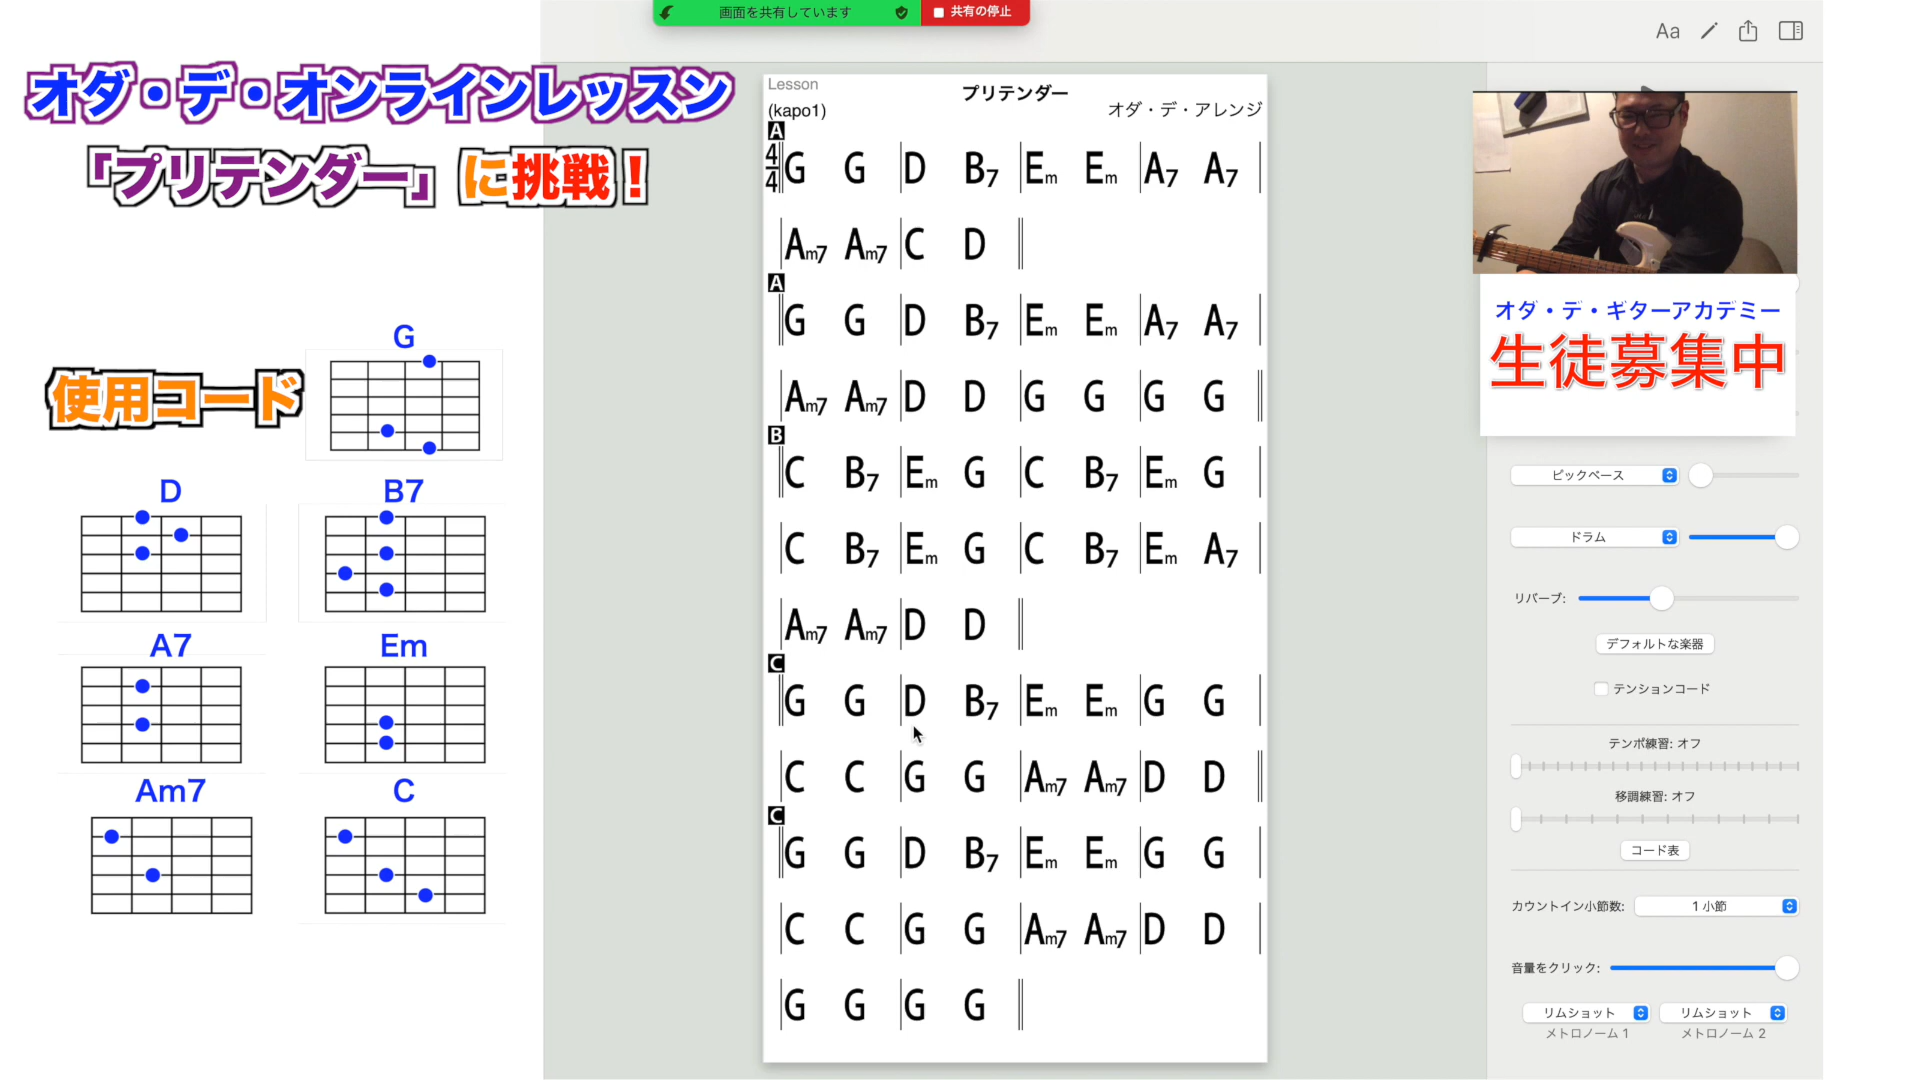 画面を共有しています
共有の停止
Aa
オダ・デ・オンラインレッスン
「プリテンダー」に挑戦！
使用コード
G
D
B7
A7
Em
Am7
C
Lesson
プリテンダー
(kapo1)
オダ・デ・アレンジ
A
4/4 G G D B7 Em Em A7 A7
Am7 Am7 C D
A
G G D B7 Em Em A7 A7
Am7 Am7 D D G G G G
B
C B7 Em G C B7 Em G
C B7 Em G C B7 Em A7
Am7 Am7 D D
C
G G D B7 Em Em G G
C C G G Am7 Am7 D D
C
G G D B7 Em Em G G
C C G G Am7 Am7 D D
G G G G
オダ・デ・ギターアカデミー
生徒募集中
ピックベース
ドラム
リバーブ:
デフォルトな楽器
テンションコード
テンポ練習: オフ
移調練習: オフ
コード表
カウントイン小節数: 1 小節
音量をクリック:
リムショット リムショット
メトロノーム 1 メトロノーム 2